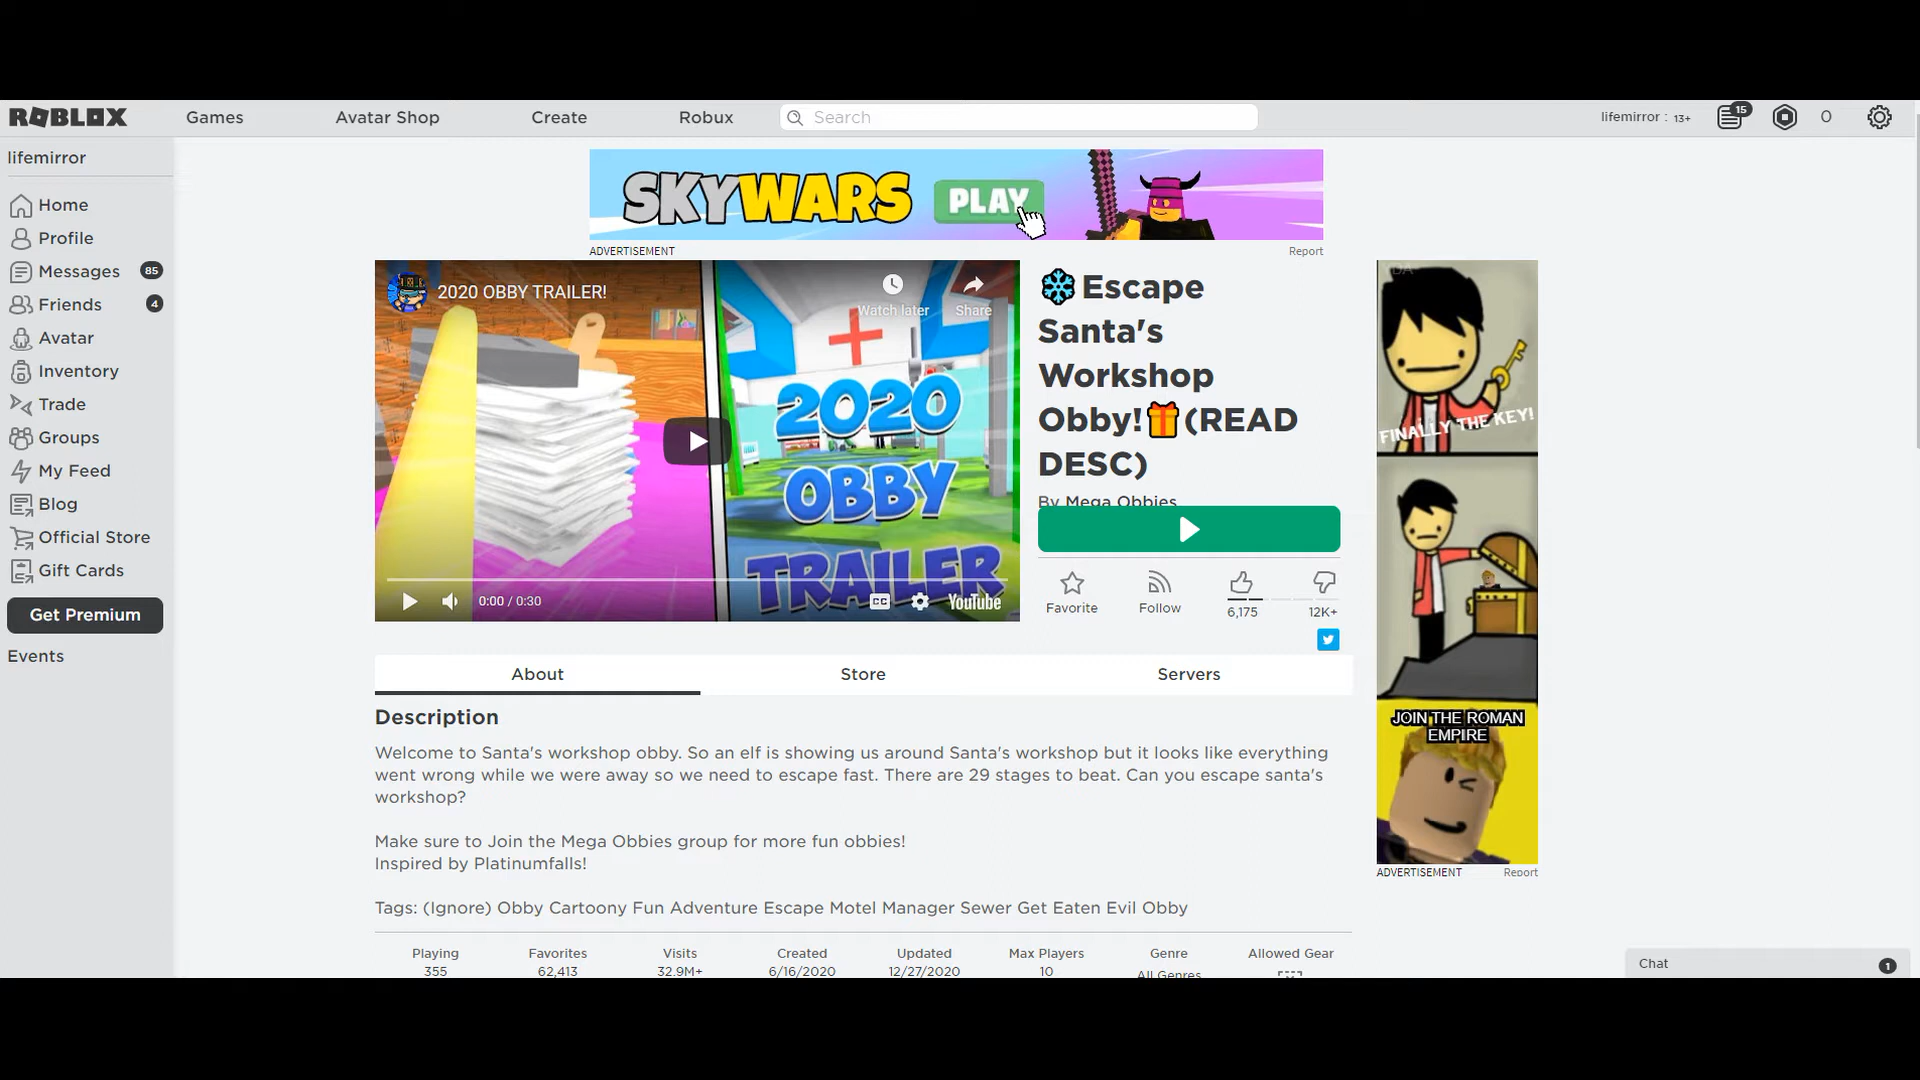 ROBLOX Games Avatar Shop Create Robux Search lifemirror : 13+ 15 0
lifemirror
Home
Profile
Messages 85
Friends 4
Avatar
Inventory
Trade
Groups
My Feed
Blog
Official Store
Gift Cards
Get Premium
Events
SKYWARS PLAY
ADVERTISEMENT Report
2020 OBBY TRAILER!
Watch later Share
2020
OBBY
TRAILER
0:00 / 0:30 CC YouTube
❄Escape
Santa's
Workshop
Obby!🎁(READ
DESC)
By Mega Obbies
Favorite Follow 6,175 12K+
FINALLY THE KEY!
JOIN THE ROMAN
EMPIRE
ADVERTISEMENT Report
About Store Servers
Description
Welcome to Santa's workshop obby. So an elf is showing us around Santa's workshop but it looks like everything
went wrong while we were away so we need to escape fast. There are 29 stages to beat. Can you escape santa's
workshop?
Make sure to Join the Mega Obbies group for more fun obbies!
Inspired by Platinumfalls!
Tags: (Ignore) Obby Cartoony Fun Adventure Escape Motel Manager Sewer Get Eaten Evil Obby
Playing Favorites Visits Created Updated Max Players Genre Allowed Gear
355 62,413 32.9M+ 6/16/2020 12/27/2020 10 All Genres
Chat 1